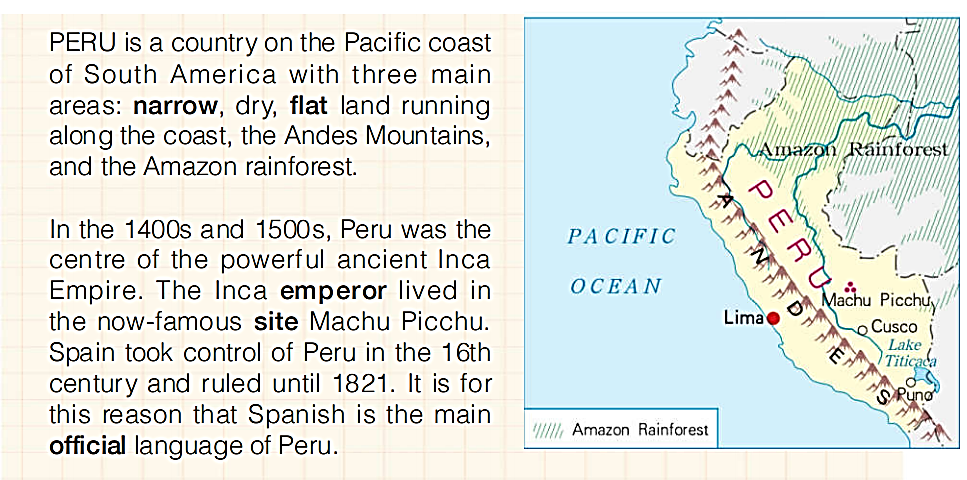 PERU is a country on the Pacific coast
of South America with three main
areas: narrow, dry, flat land running
along the coast, the Andes Mountains,
and the Amazon rainforest.
In the 1400s and 1500s, Peru was the
centre of the powerful ancient Inca
Empire. The Inca emperor lived in
the now-famous site Machu Picchu.
Spain took control of Peru in the 16th
century and ruled until 1821. It is for
this reason that Spanish is the main
official language of Peru.
Amazon Rainforest
PERU
ANDES
PACIFIC
OCEAN
Machu Picchu
Lima
Cusco
Lake
Titicaca
Puno
Amazon Rainforest